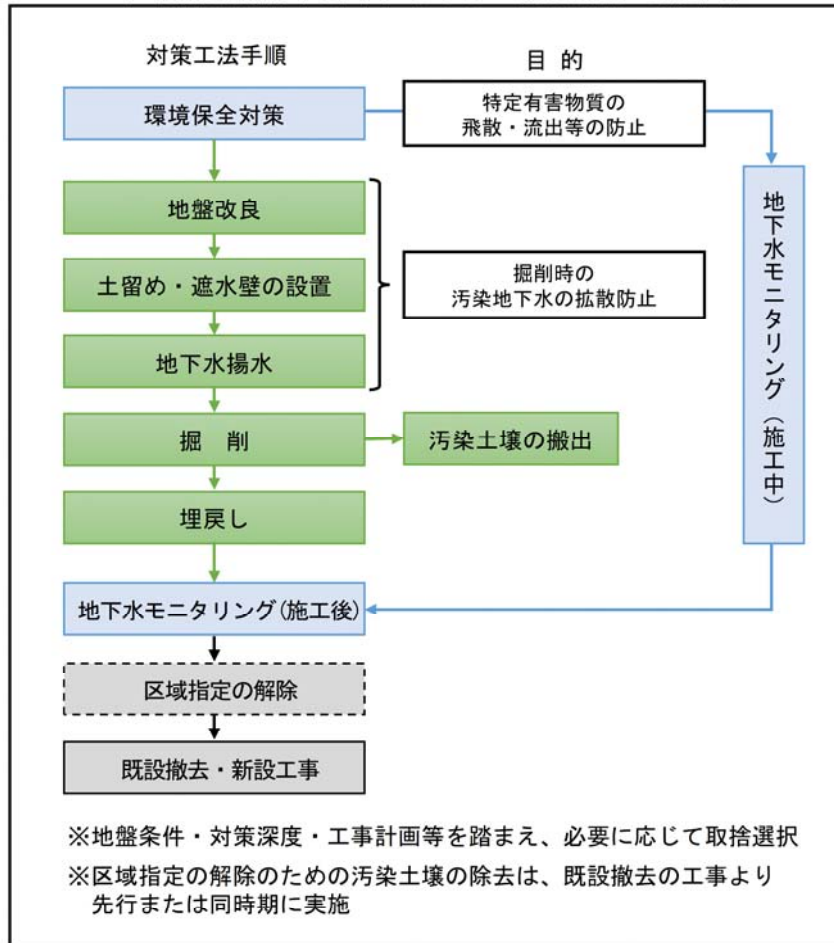 対策工法手順
目 的
環境保全対策
特定有害物質の
飛散・流出等の防止
地盤改良
土留め・遮水壁の設置
地下水揚水
掘削時の
汚染地下水の拡散防止
地下水モニタリング（施工中）
掘 削
汚染土壌の搬出
埋戻し
地下水モニタリング(施工後)
区域指定の解除
既設撤去・新設工事
※地盤条件・対策深度・工事計画等を踏まえ、必要に応じて取捨選択
※区域指定の解除のための汚染土壌の除去は、既設撤去の工事より
先行または同時期に実施